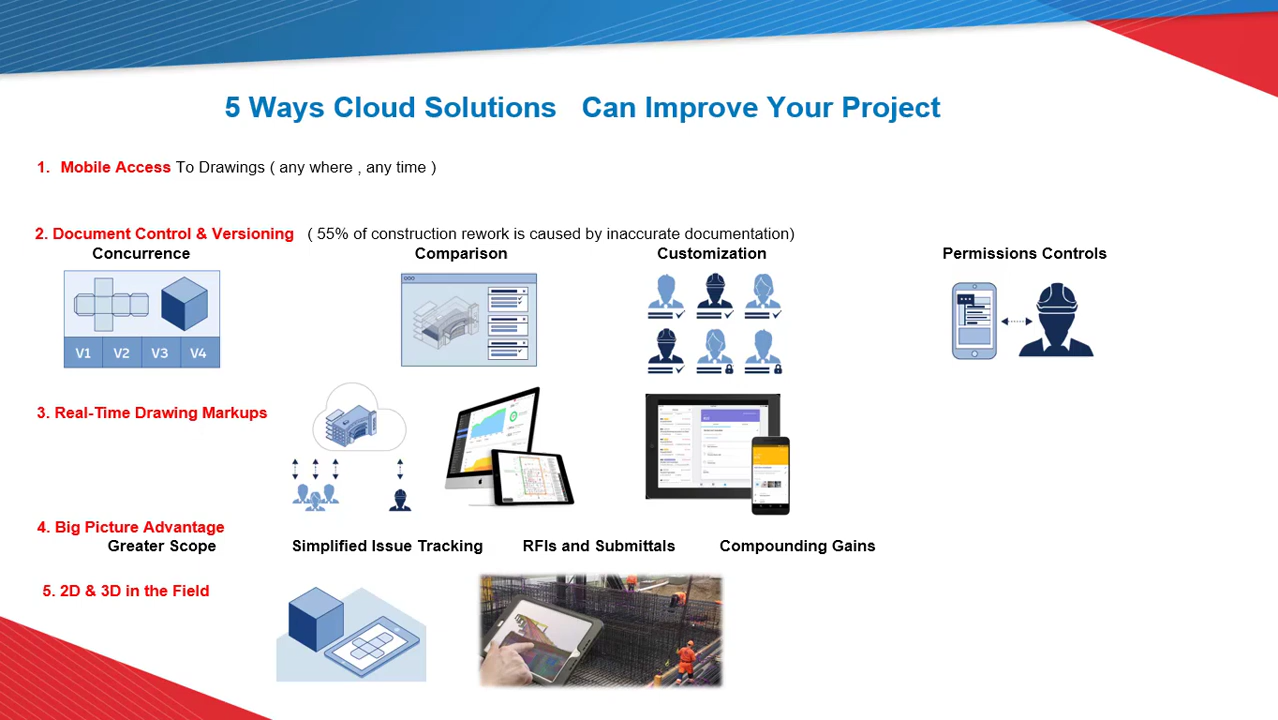 5 Ways Cloud Solutions Can Improve Your Project
1. Mobile Access To Drawings ( any where , any time )
2. Document Control & Versioning ( 55% of construction rework is caused by inaccurate documentation)
Concurrence Comparison Customization Permissions Controls
V1 V2 V3 V4
3. Real-Time Drawing Markups
4. Big Picture Advantage
Greater Scope Simplified Issue Tracking RFIs and Submittals Compounding Gains
5. 2D & 3D in the Field